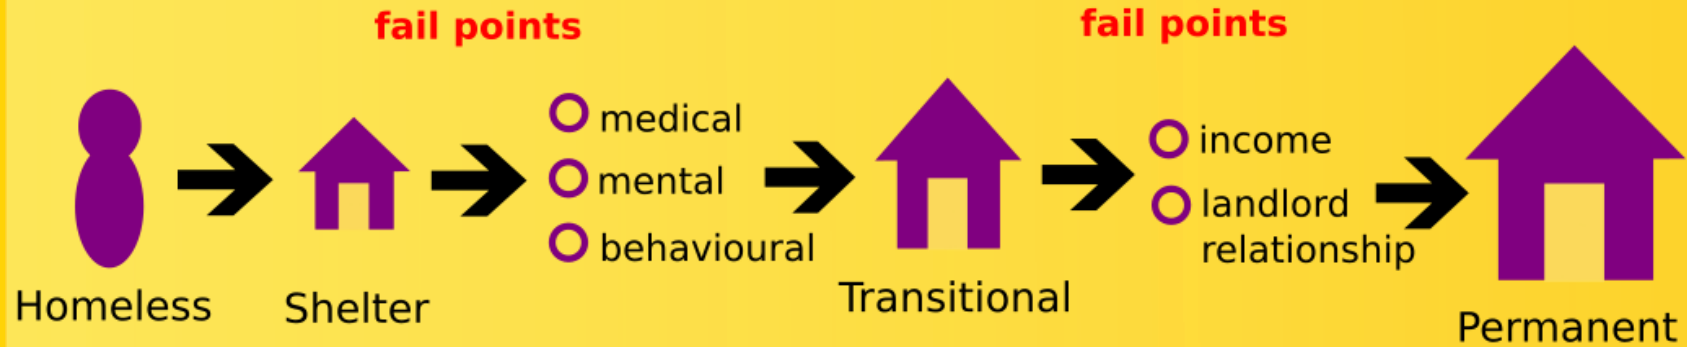 fail points
fail points
medical
mental
behavioural
income
landlord
relationship
Homeless
Shelter
Transitional
Permanent